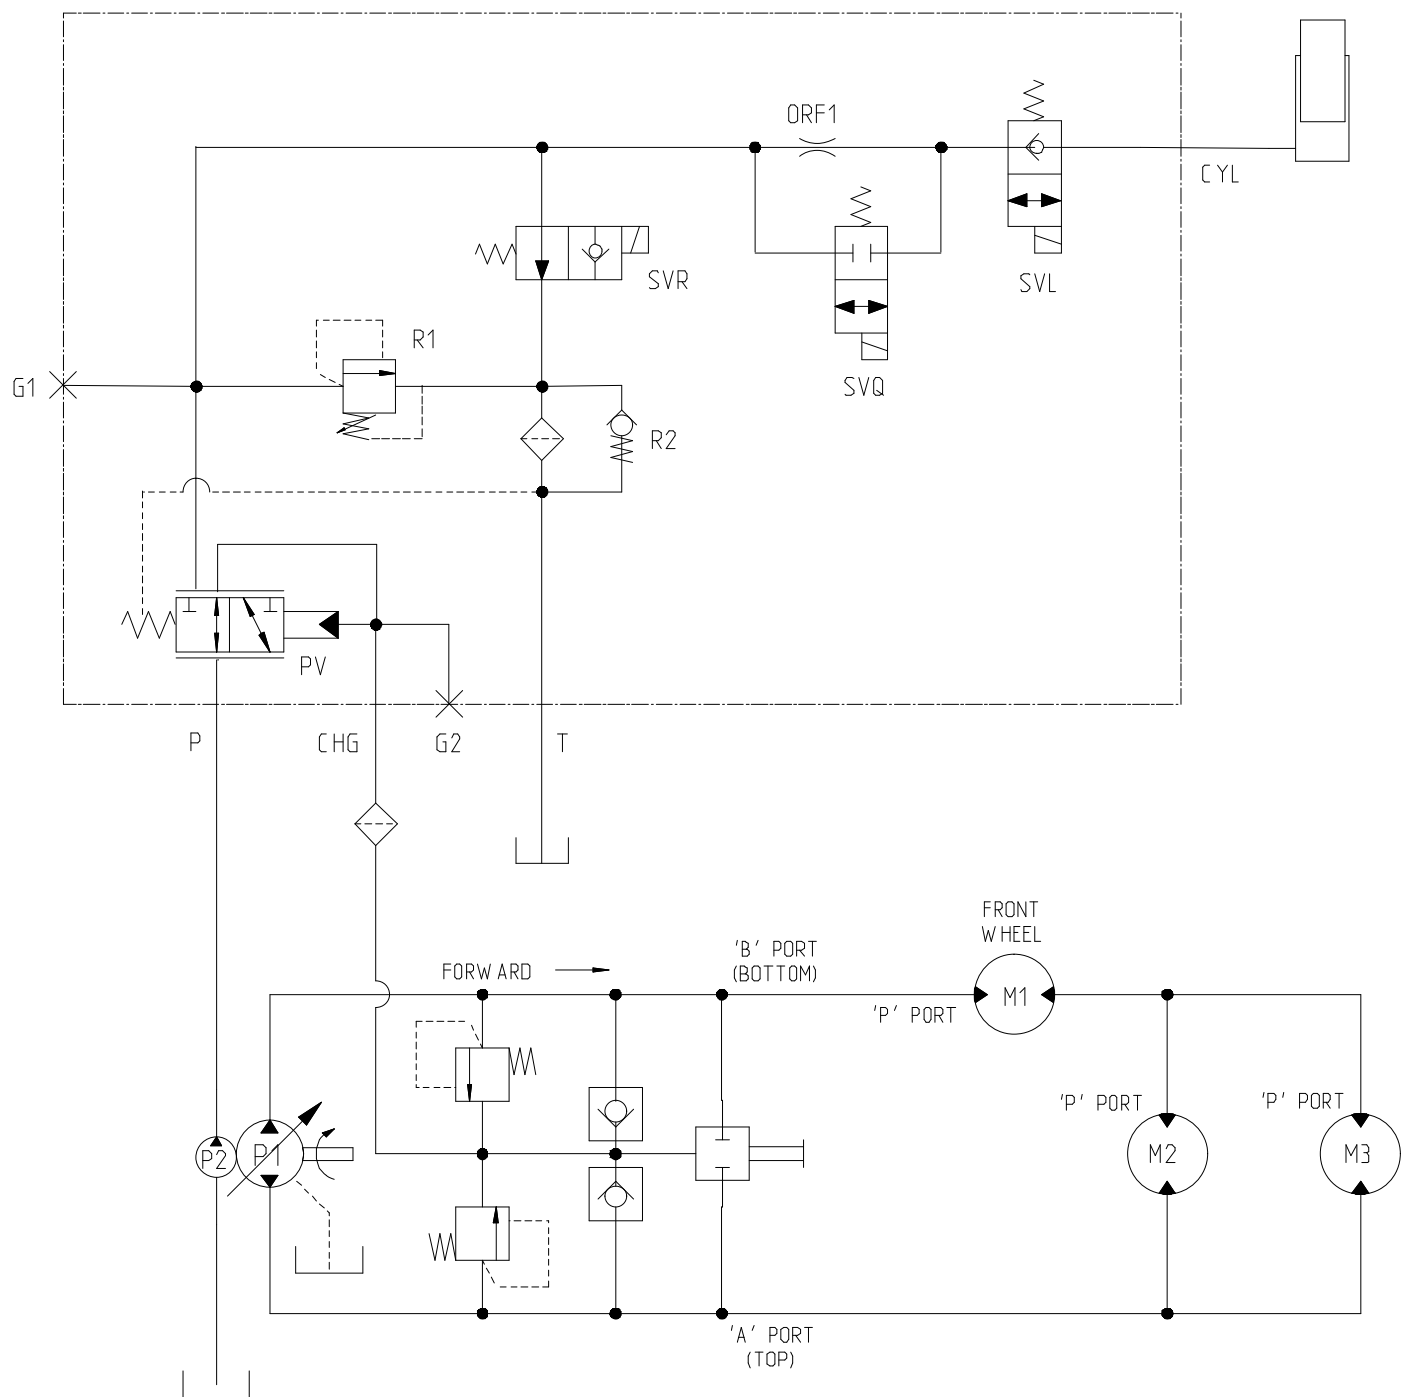 ORF1
CYL
SVR
SVL
R1
G1
SVQ
R2
PV
P
CHG
G2
T
FRONT
WHEEL
'B' PORT
(BOTTOM)
FORWARD
M1
'P' PORT
'P' PORT
'P' PORT
P2
P1
M2
M3
'A' PORT
(TOP)